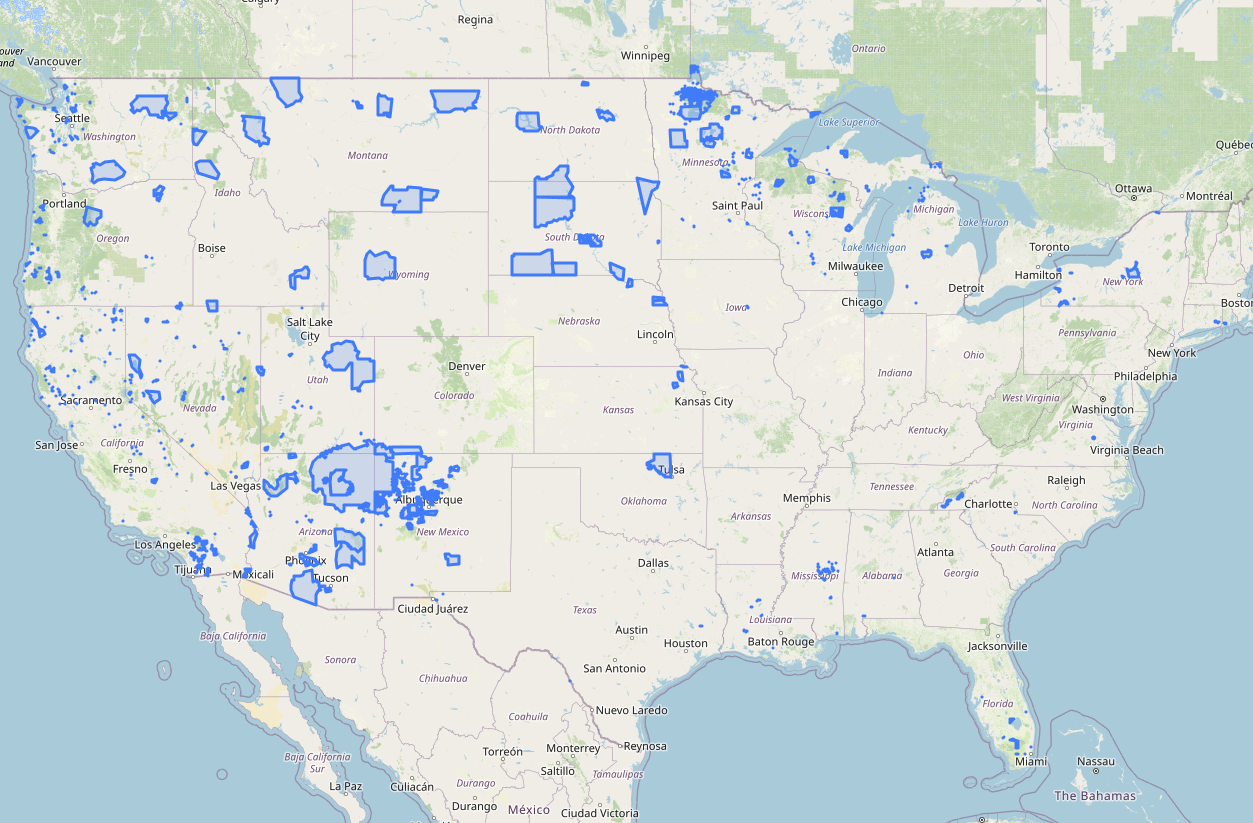 Calgary
Regina
Winnipeg
Ontario
Vancouver
Seattle
Washington
North Dakota
Lake Superior
Québec
Montana
Minnesota
Ottawa
Montréal
Portland
Idaho
Saint Paul
Wisconsin
Michigan
Lake Huron
Oregon
Boise
South Dakota
Lake Michigan
Toronto
Wyoming
Milwaukee
Hamilton
New York
Detroit
Chicago
Boston
Salt Lake
City
Nebraska
Iowa
Lincoln
Pennsylvania
New York
Ohio
Denver
Utah
Indiana
Philadelphia
Colorado
Sacramento
Nevada
Kansas
Kansas City
West Virginia
Washington
Virginia
San Jose
California
Kentucky
Virginia Beach
Fresno
Las Vegas
Tulsa
Raleigh
Albuquerque
Oklahoma
Memphis
Tennessee
Charlotte
North Carolina
Arkansas
Los Angeles
Arizona
New Mexico
South Carolina
Phoenix
Dallas
Atlanta
Tijuana
Mexicali
Tucson
Mississippi
Alabama
Georgia
Ciudad Juárez
Texas
Louisiana
Baja California
Austin
Houston
Baton Rouge
Jacksonville
Sonora
San Antonio
Chihuahua
Florida
Nuevo Laredo
Coahuila
Baja California
Sur
Torreón
Monterrey
Reynosa
Miami
Nassau
Saltillo
Tamaulipas
La Paz
Culiacán
Durango
The Bahamas
Durango
México
Ciudad Victoria